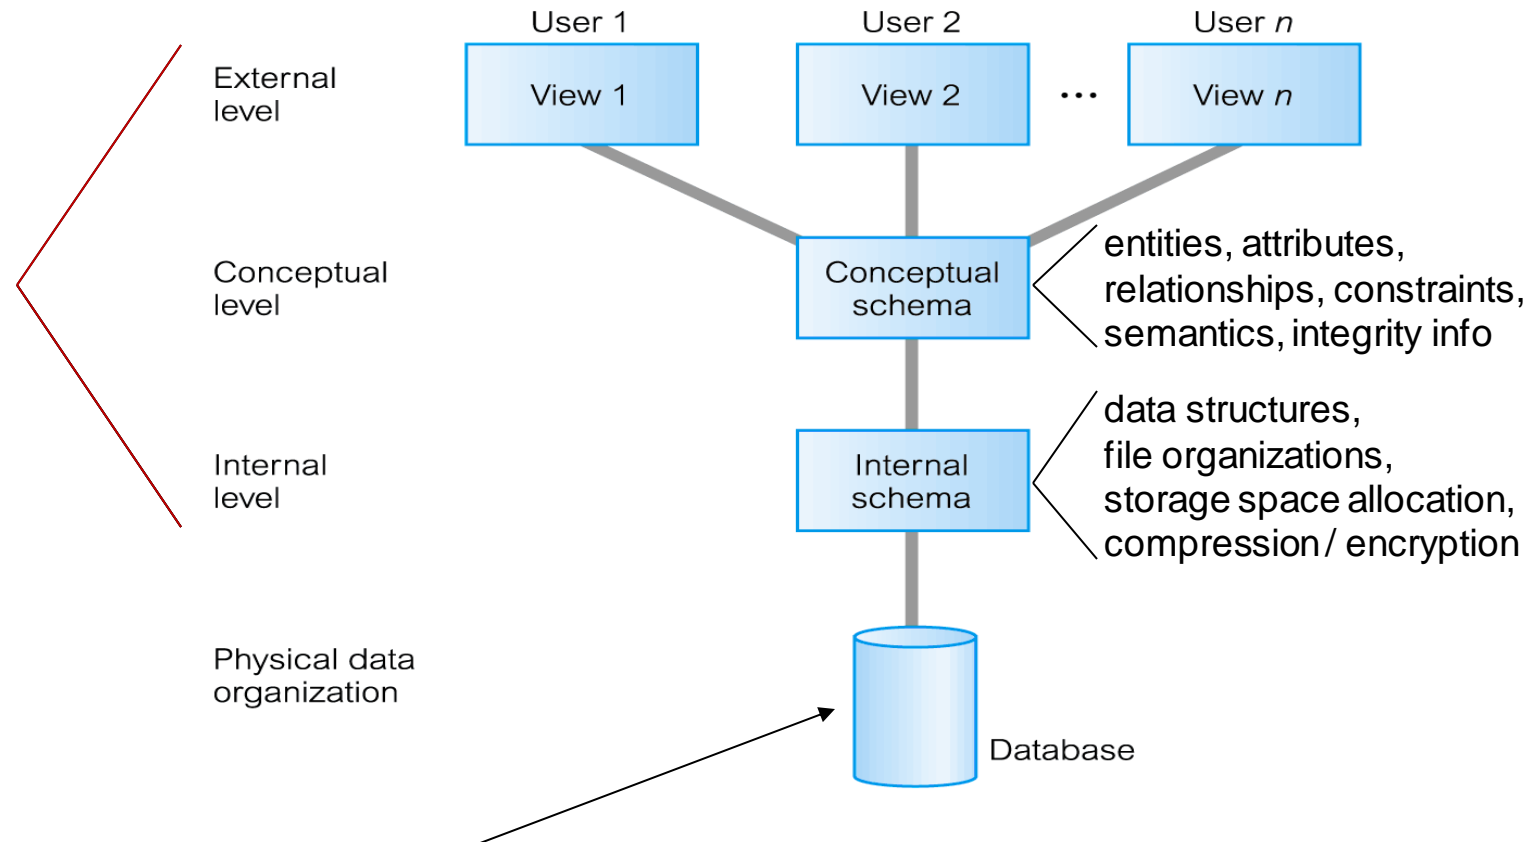 User 1
User 2
User n
External
level
View 1
View 2
...
View n
Conceptual
level
Conceptual
schema
entities, attributes,
relationships, constraints,
semantics, integrity info
Internal
level
Internal
schema
data structures,
file organizations,
storage space allocation,
compression / encryption
Physical data
organization
Database